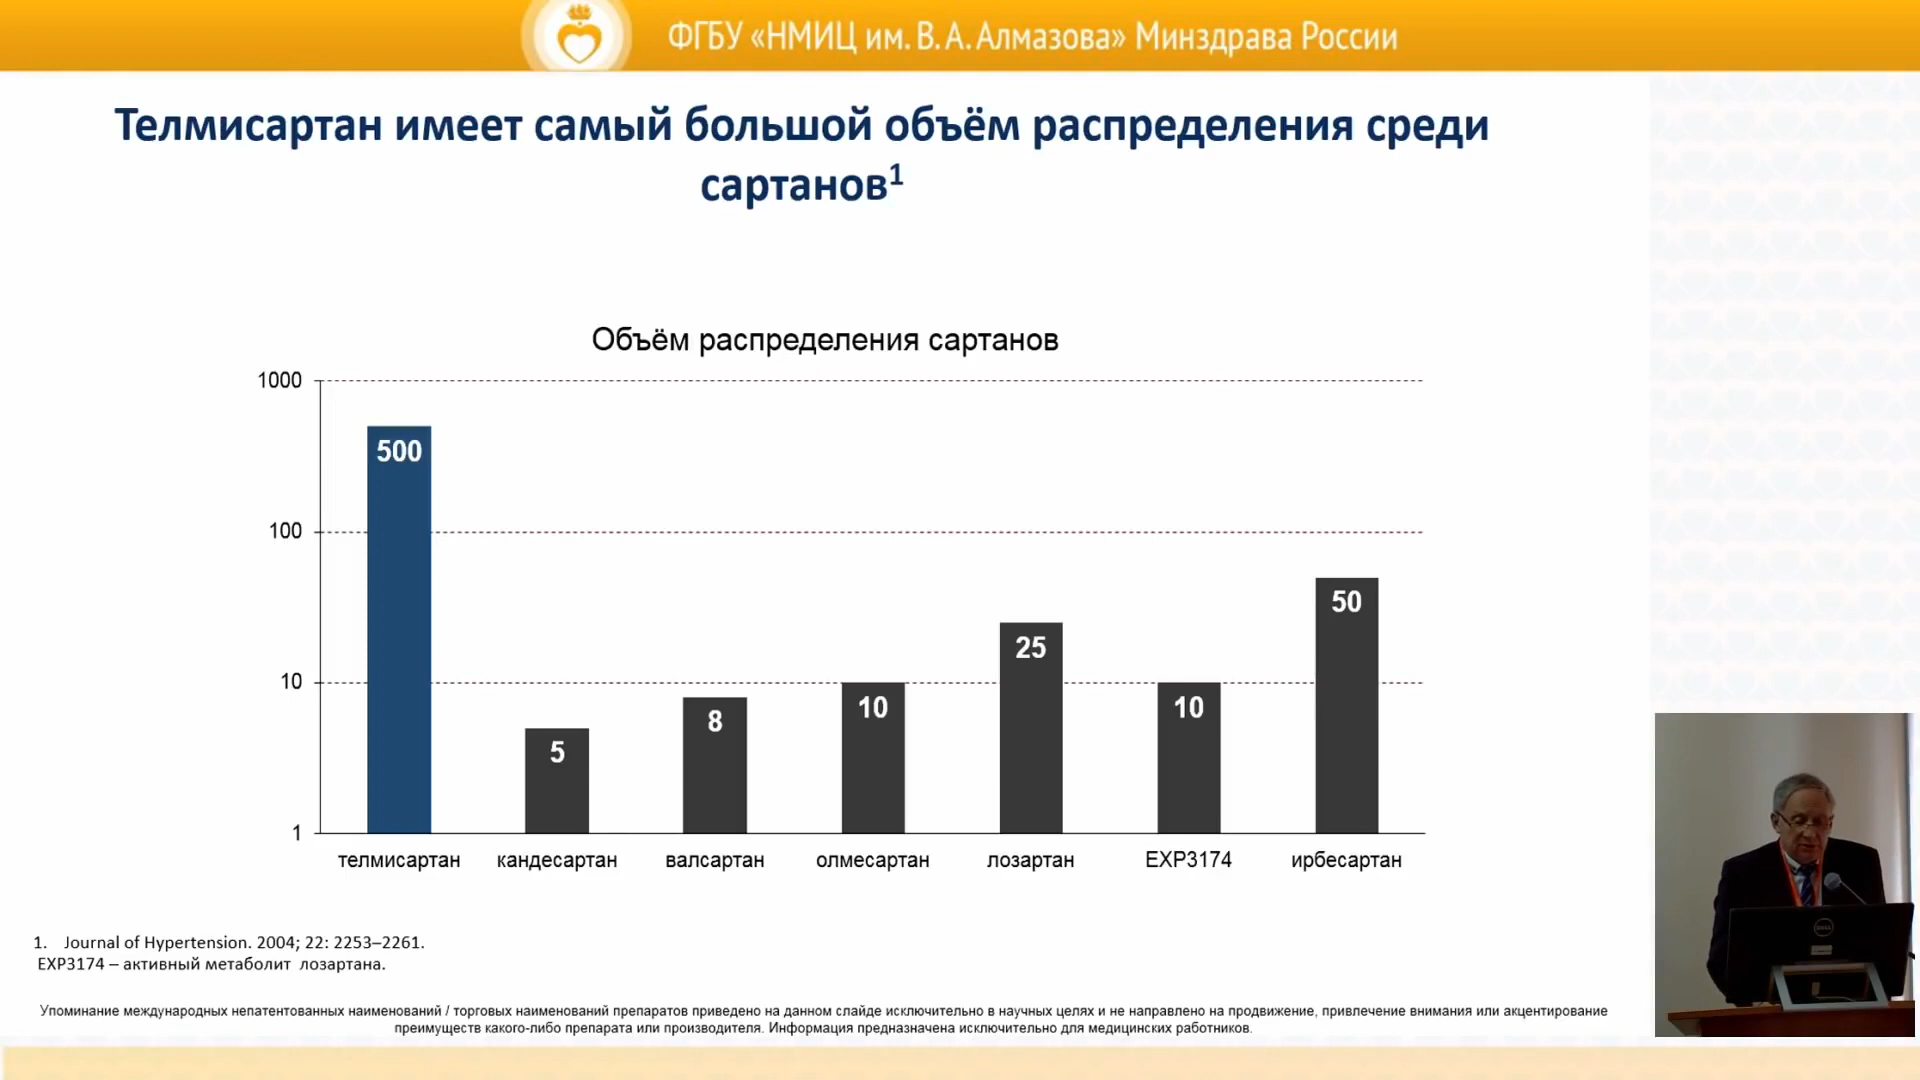 ФГБУ «НМИЦ им. В. А. Алмазова» Минздрава России
Телмисартан имеет самый большой объём распределения среди
сартанов¹
Объём распределения сартанов
1000
100
10
1
500
5
8
10
25
10
50
телмисартан кандесартан валсартан олмесартан лозартан EXP3174 ирбесартан
1. Journal of Hypertension. 2004; 22: 2253–2261.
EXP3174 – активный метаболит лозартана.
Упоминание международных непатентованных наименований / торговых наименований препаратов приведено на данном слайде исключительно в научных целях и не направлено на продвижение, привлечение внимания или акцентирование
преимуществ какого-либо препарата или производителя. Информация предназначена исключительно для медицинских работников.
DELL